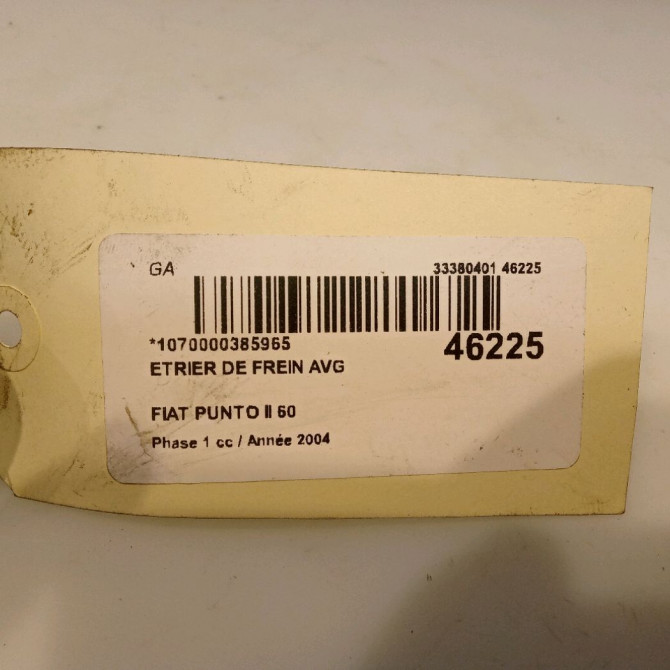 GA 33380401 46225
*1070000385965 46225
ETRIER DE FREIN AVG
FIAT PUNTO II 60
Phase 1 cc / Année 2004